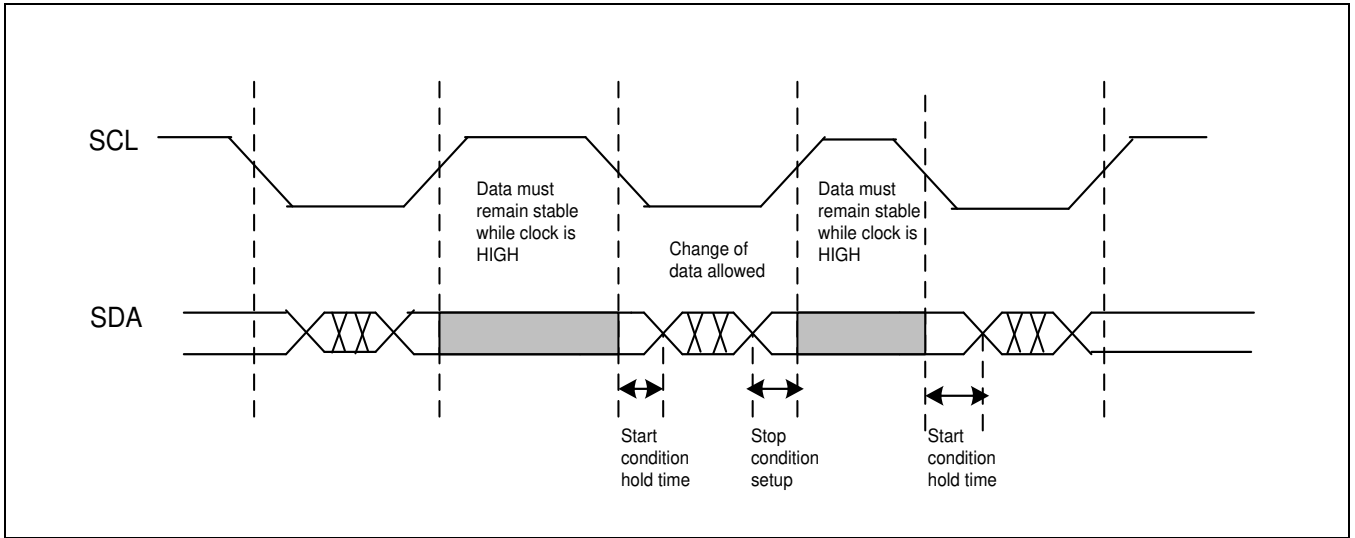 SCL
Data must
remain stable
while clock is
HIGH
Data must
remain stable
while clock is
HIGH
Change of
data allowed
SDA
Start
condition
hold time
Stop
condition
setup
Start
condition
hold time